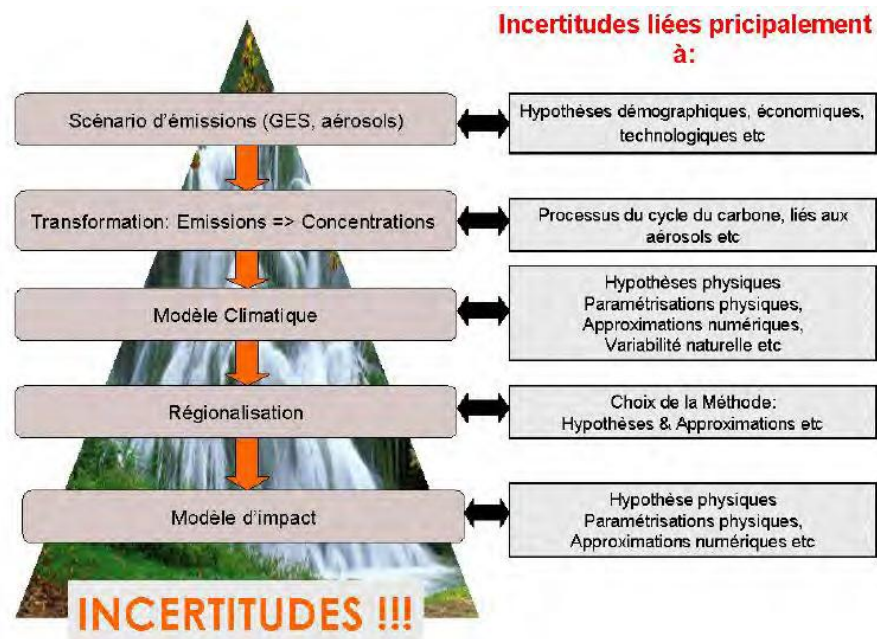 Incertitudes liées pricipalement
à:
Scénario d'émissions (GES, aérosols)
Hypothèses démographiques, économiques,
technologiques etc
Transformation: Emissions => Concentrations
Processus du cycle du carbone, liés aux
aérosols etc
Modèle Climatique
Hypothèses physiques
Paramétrisations physiques,
Approximations numériques,
Variabilité naturelle etc
Régionalisation
Choix de la Méthode:
Hypothèses & Approximations etc
Modèle d'impact
Hypothèse physiques
Paramétrisations physiques,
Approximations numériques etc
INCERTITUDES !!!